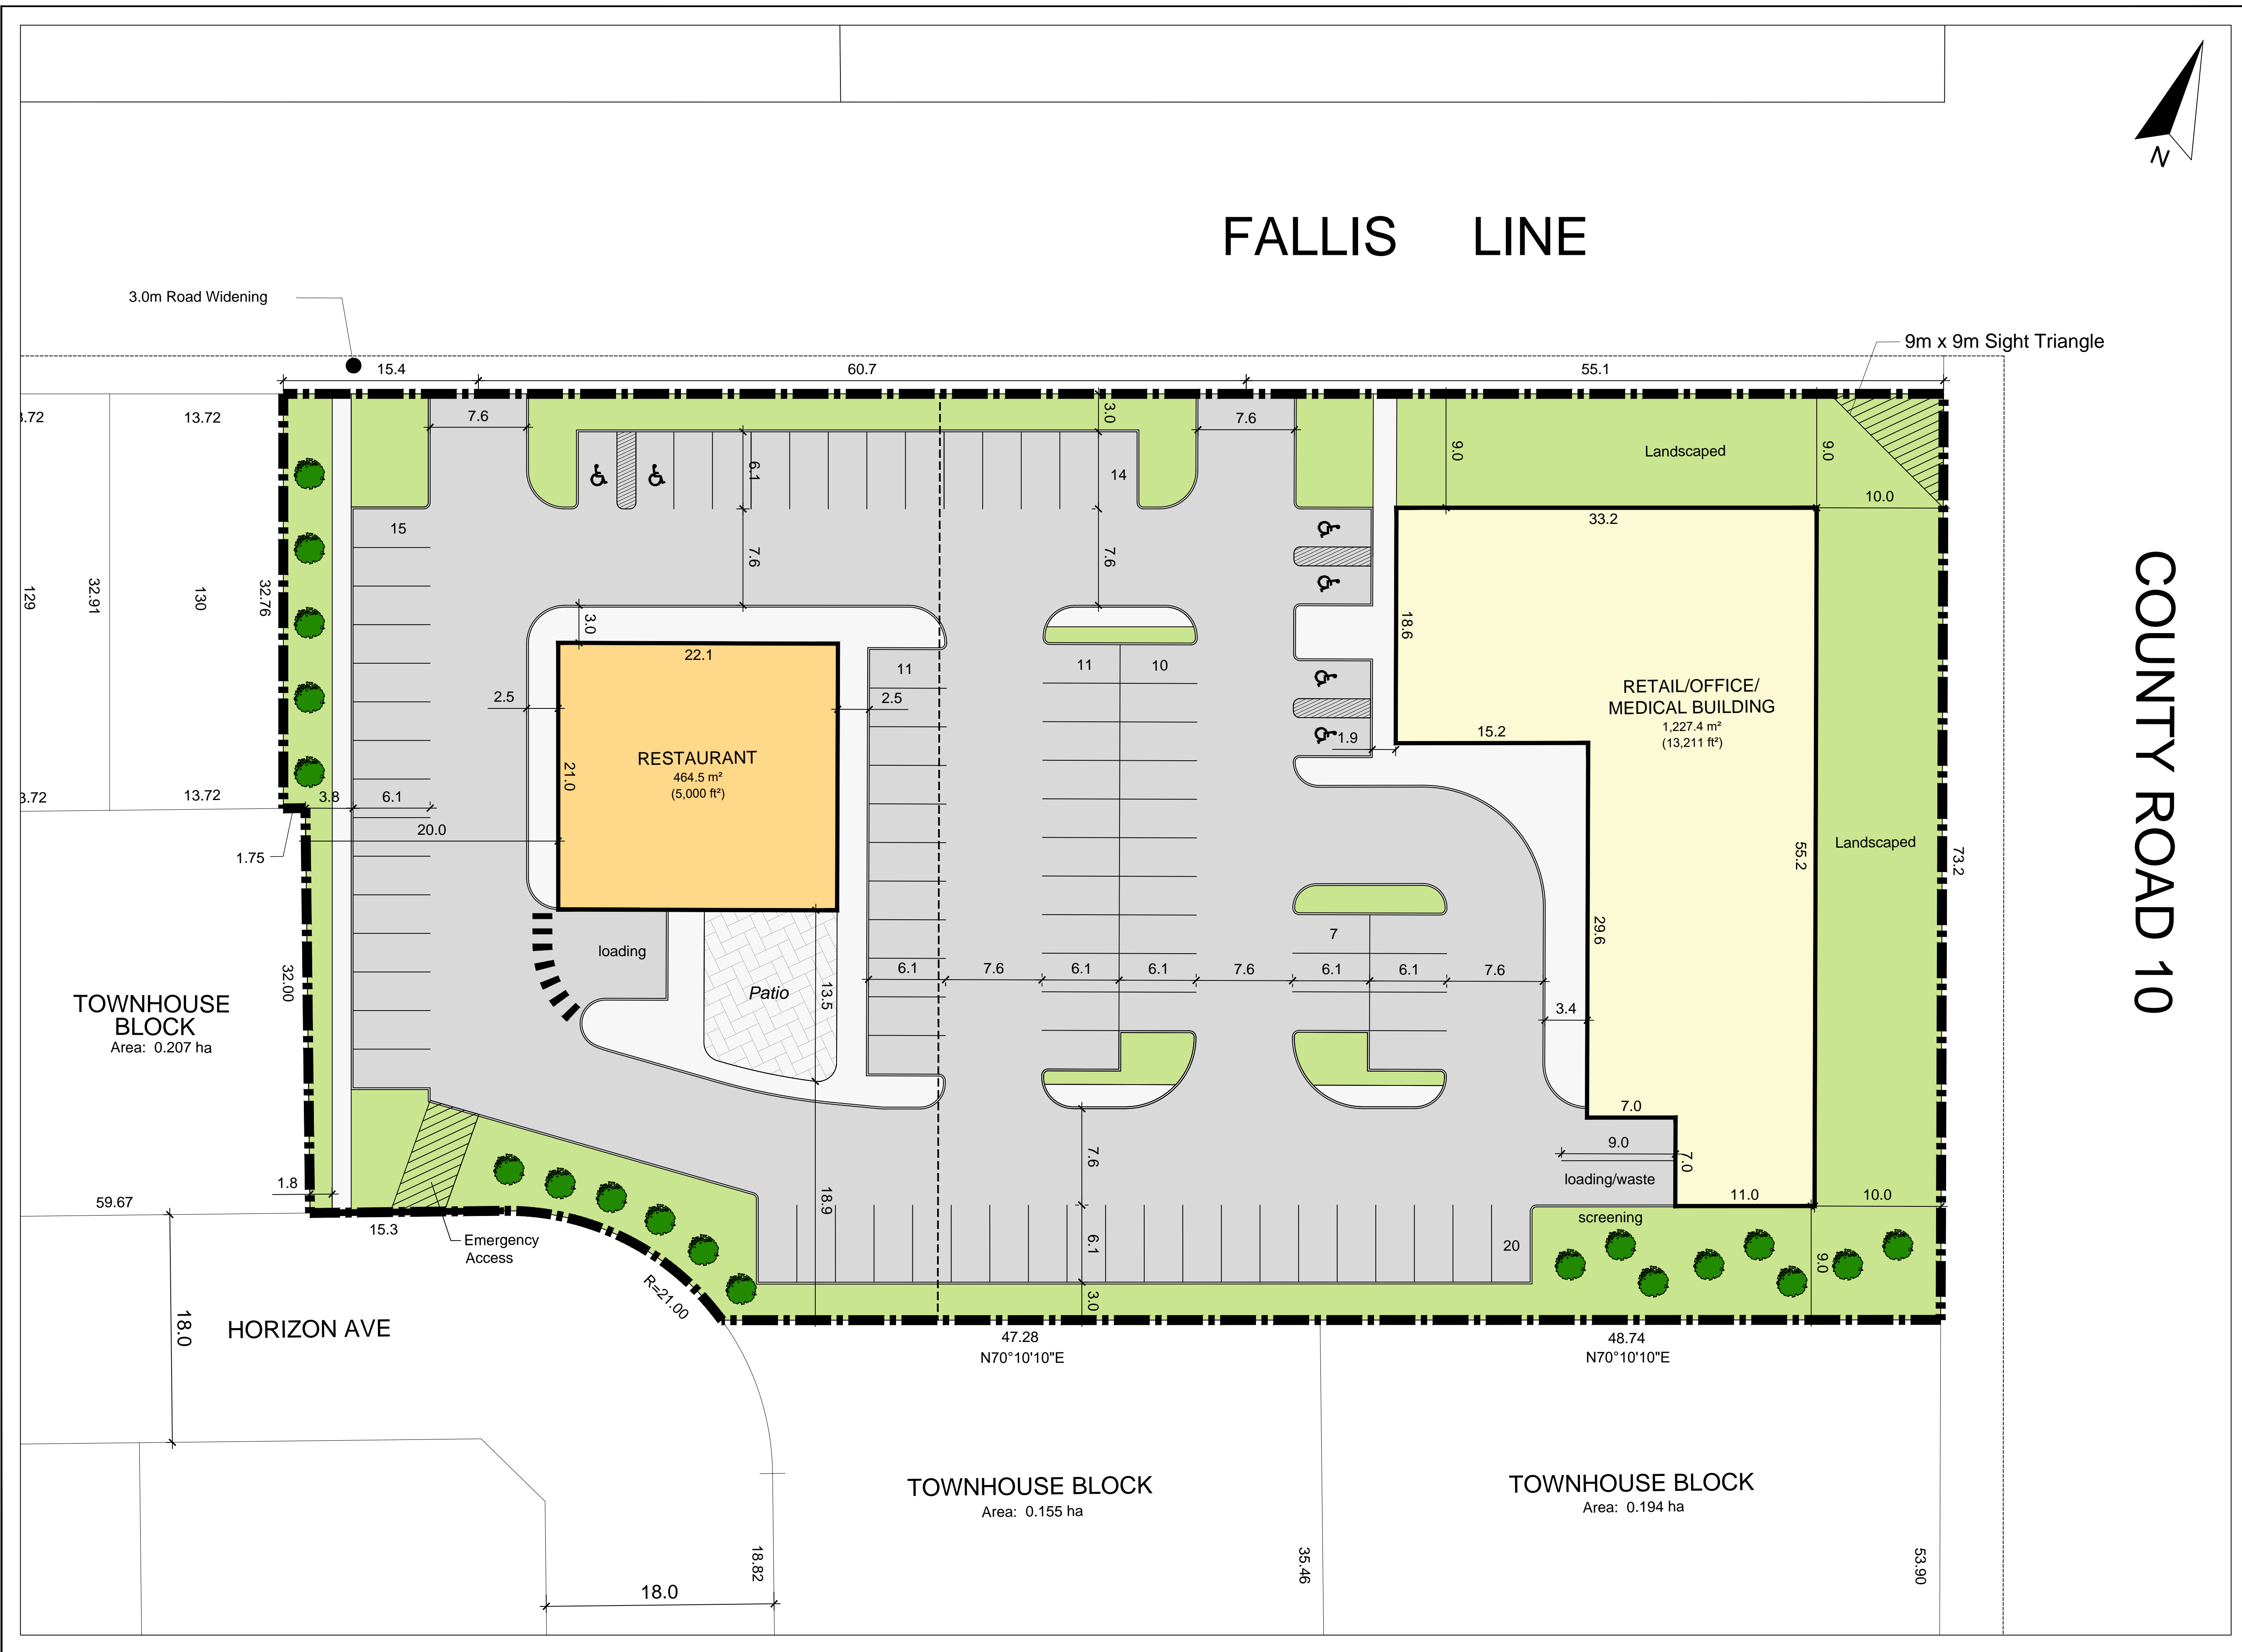 N
FALLIS LINE
3.0m Road Widening
9m x 9m Sight Triangle
15.4
60.7
55.1
3.72
13.72
7.6
3.0
7.6
9.0
Landscaped
9.0
6.1
14
10.0
15
33.2
7.6
7.6
129
32.91
130
32.76
3.0
18.6
COUNTY ROAD 10
22.1
11
11
10
2.5
2.5
RETAIL/OFFICE/
MEDICAL BUILDING
1,227.4 m²
(13,211 ft²)
1.9
15.2
RESTAURANT
464.5 m²
(5,000 ft²)
21.0
3.72
13.72
3.8
6.1
20.0
1.75
55.2
Landscaped
73.2
29.6
7
loading
6.1
7.6
6.1
6.1
7.6
6.1
6.1
7.6
Patio
13.5
32.00
TOWNHOUSE
BLOCK
Area: 0.207 ha
3.4
7.0
9.0
7.0
7.6
loading/waste
1.8
59.67
18.9
11.0
10.0
15.3
Emergency
Access
screening
6.1
20
9.0
R=21.00
3.0
18.0
HORIZON AVE
47.28
N70°10'10"E
48.74
N70°10'10"E
TOWNHOUSE BLOCK
Area: 0.155 ha
TOWNHOUSE BLOCK
Area: 0.194 ha
18.82
35.46
53.90
18.0